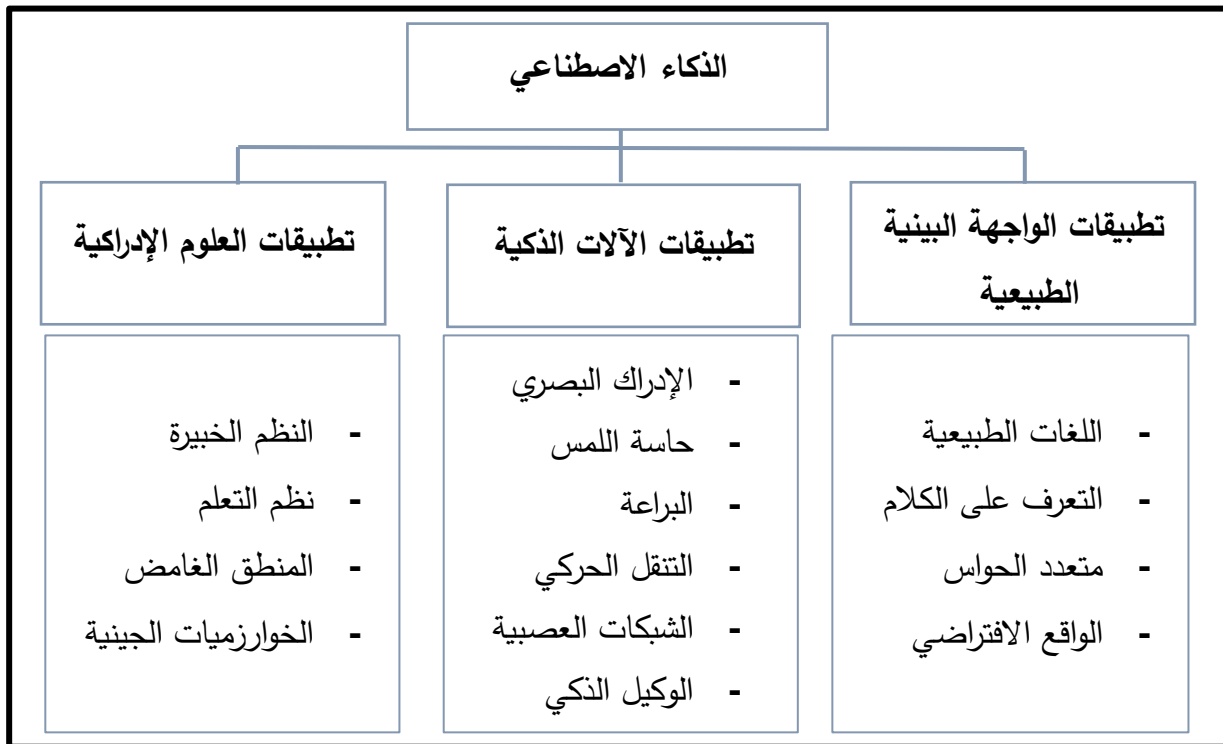 الذكاء الاصطناعي
تطبيقات الواجهة البينية
الطبيعية
تطبيقات الآلات الذكية
تطبيقات العلوم الإدراكية
- اللغات الطبيعية
- التعرف على الكلام
- متعدد الحواس
- الواقع الافتراضي
- الإدراك البصري
- حاسة اللمس
- البراعة
- التنقل الحركي
- الشبكات العصبية
- الوكيل الذكي
- النظم الخبيرة
- نظم التعلم
- المنطق الغامض
- الخوارزميات الجينية